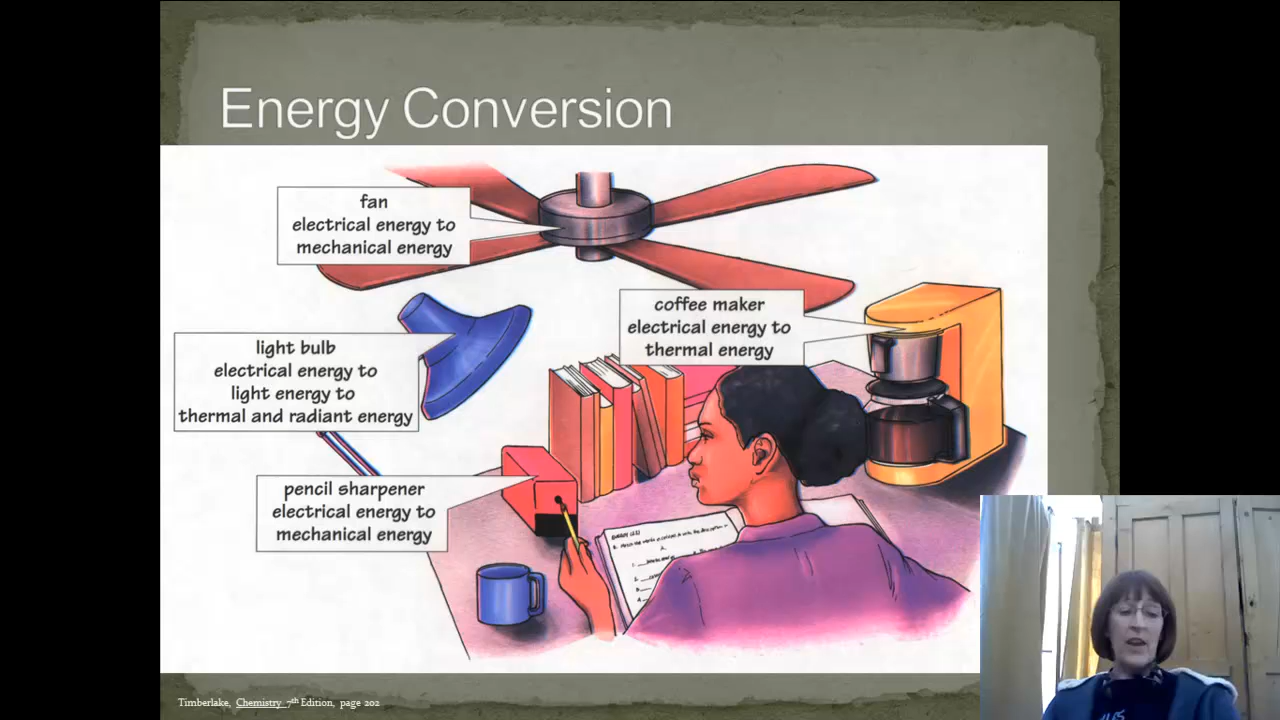 Energy Conversion
fan
electrical energy to
mechanical energy
coffee maker
electrical energy to
thermal energy
light bulb
electrical energy to
light energy to
thermal and radiant energy
pencil sharpener
electrical energy to
mechanical energy
Timberlake, Chemistry 7th Edition, page 202